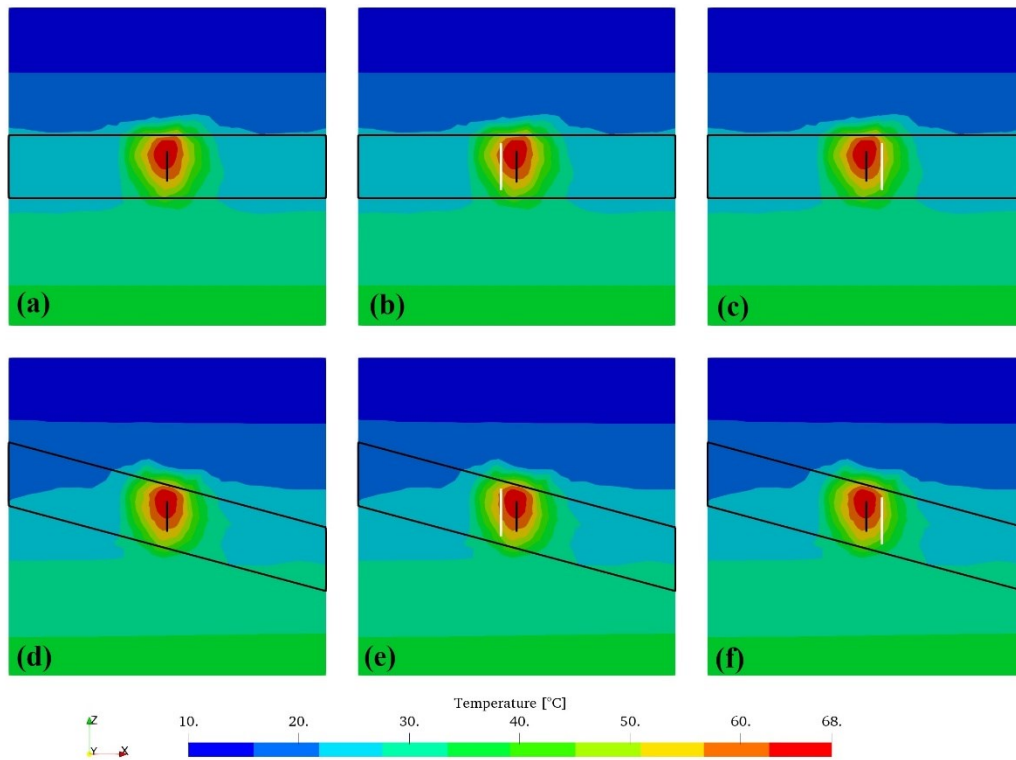 (a) (b) (c)
(d) (e) (f)
Temperature [°C]
10. 20. 30. 40. 50. 60. 68.
Z
Y X